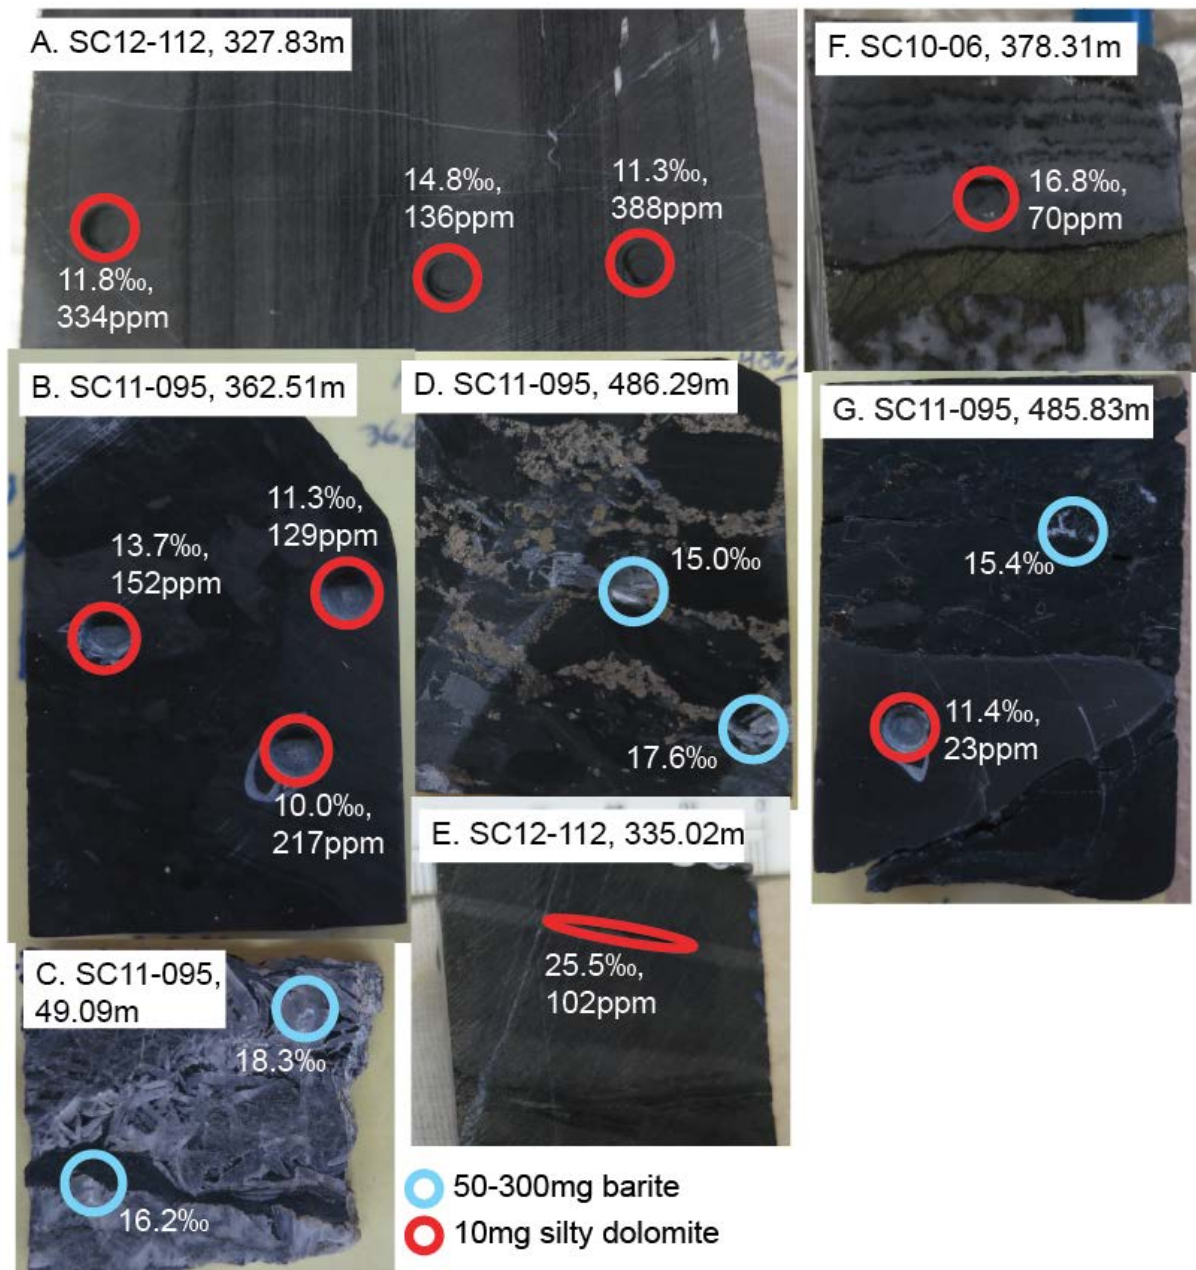 A. SC12-112, 327.83m
11.8‰,
334ppm
14.8‰,
136ppm
11.3‰,
388ppm
F. SC10-06, 378.31m
16.8‰,
70ppm
B. SC11-095, 362.51m
362
13.7‰,
152ppm
11.3‰,
129ppm
10.0‰,
217ppm
D. SC11-095, 486.29m
15.0‰
17.6‰
G. SC11-095, 485.83m
15.4‰
11.4‰,
23ppm
C. SC11-095,
49.09m
18.3‰
16.2‰
E. SC12-112, 335.02m
25.5‰,
102ppm
50-300mg barite
10mg silty dolomite